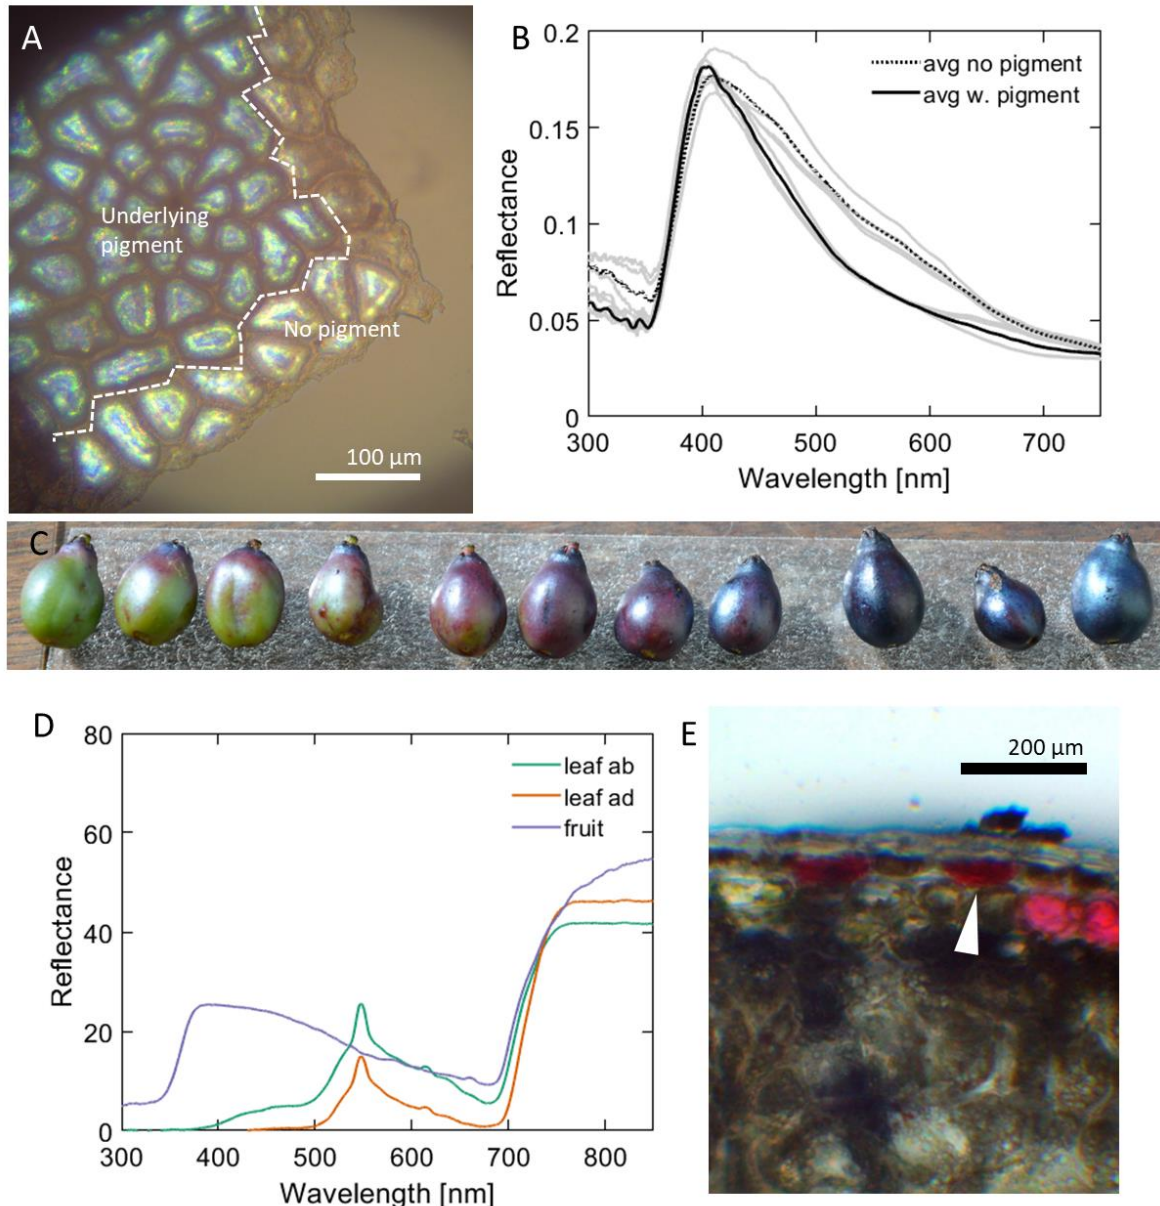 A
Underlying
pigment
No pigment
100 µm
B
0.2
0.15
0.1
0.05
0
Reflectance
avg no pigment
avg w. pigment
300
400
500
600
700
Wavelength [nm]
C
D
80
60
40
20
0
Reflectance
leaf ab
leaf ad
fruit
300
400
500
600
700
800
Wavelength [nm]
E
200 µm